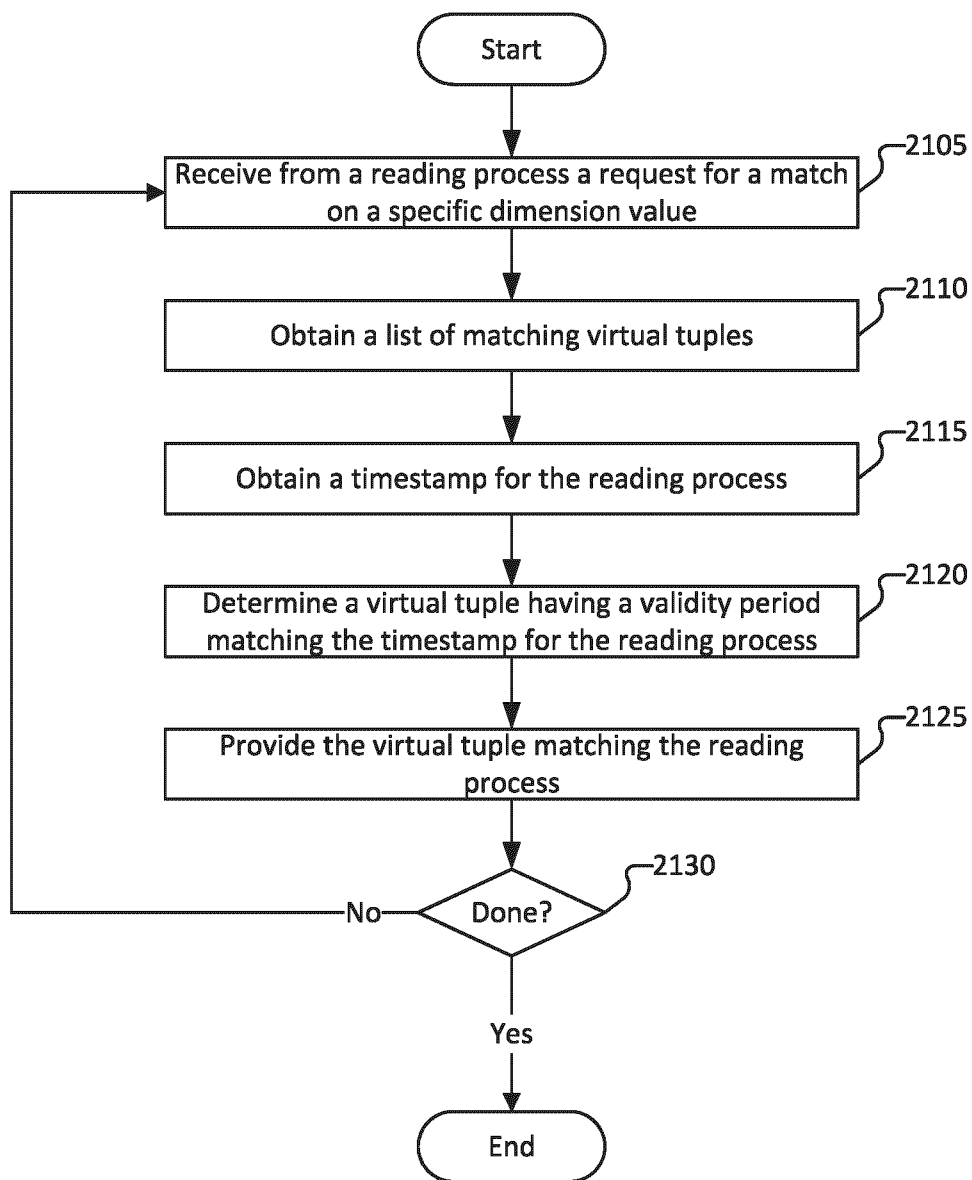 Start
2105
Receive from a reading process a request for a match
on a specific dimension value
2110
Obtain a list of matching virtual tuples
2115
Obtain a timestamp for the reading process
2120
Determine a virtual tuple having a validity period
matching the timestamp for the reading process
2125
Provide the virtual tuple matching the reading
process
2130
No
Done?
Yes
End